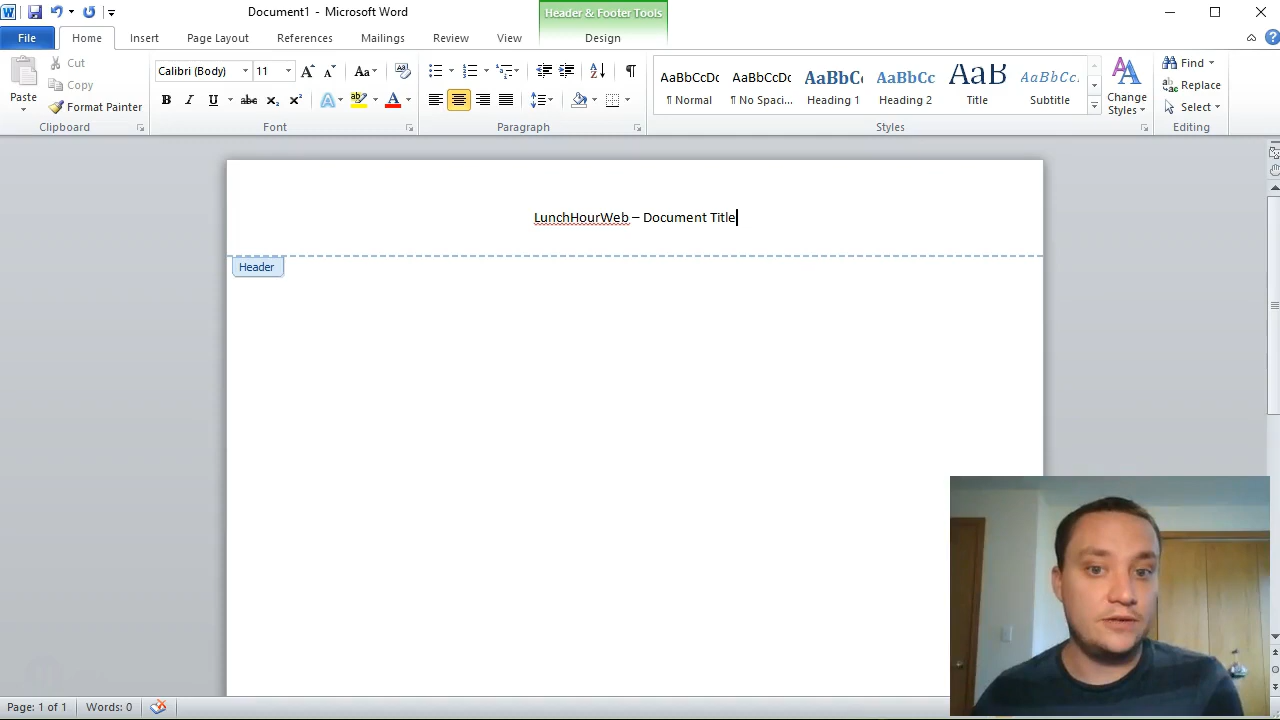 Document1 - Microsoft Word
Header & Footer Tools
File Home Insert Page Layout References Mailings Review View Design
Paste
Cut
Copy
Format Painter
Clipboard
Calibri (Body) 11
Font
Paragraph
AaBbCcDc AaBbCcDc AaBbC AaBbCc AaB AaBbCc.
¶ Normal ¶ No Spaci... Heading 1 Heading 2 Title Subtitle
Change
Styles
Styles
Find
Replace
Select
Editing
LunchHourWeb – Document Title
Header
Page: 1 of 1 Words: 0